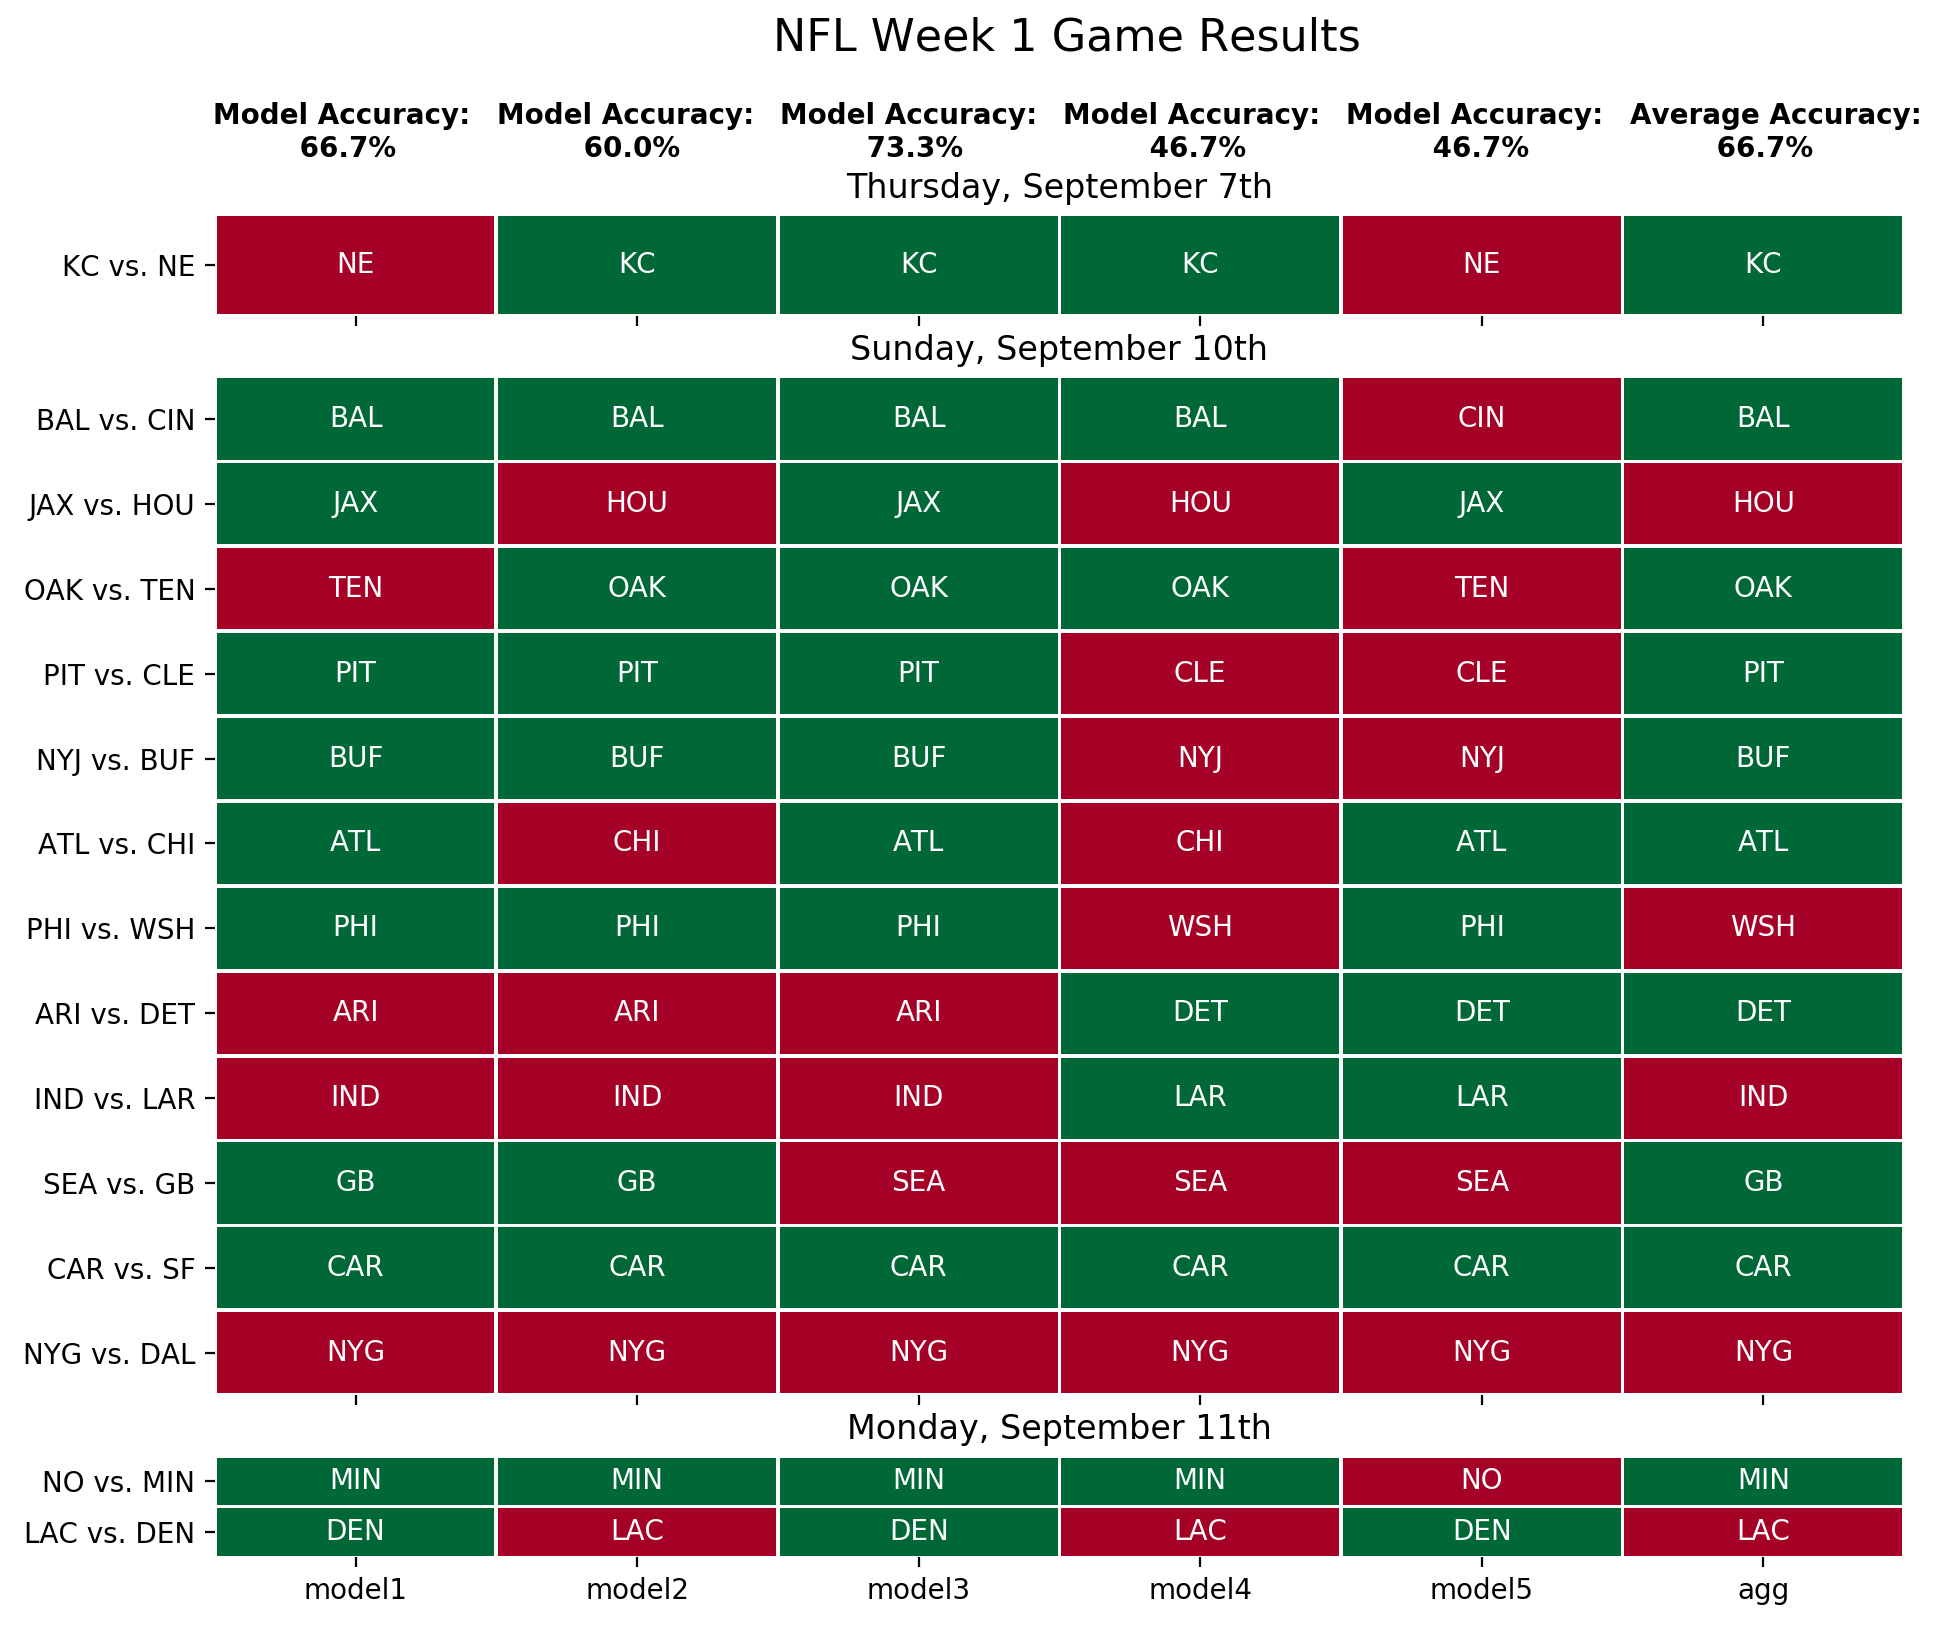 NFL Week 1 Game Results
Model Accuracy: Model Accuracy: Model Accuracy: Model Accuracy: Model Accuracy: Average Accuracy:
66.7% 60.0% 73.3% 46.7% 46.7% 66.7%
Thursday, September 7th
KC vs. NE NE KC KC KC NE KC
Sunday, September 10th
BAL vs. CIN BAL BAL BAL BAL CIN BAL
JAX vs. HOU JAX HOU JAX HOU JAX HOU
OAK vs. TEN TEN OAK OAK OAK TEN OAK
PIT vs. CLE PIT PIT PIT CLE CLE PIT
NYJ vs. BUF BUF BUF BUF NYJ NYJ BUF
ATL vs. CHI ATL CHI ATL CHI ATL ATL
PHI vs. WSH PHI PHI PHI WSH PHI WSH
ARI vs. DET ARI ARI ARI DET DET DET
IND vs. LAR IND IND IND LAR LAR IND
SEA vs. GB GB GB SEA SEA SEA GB
CAR vs. SF CAR CAR CAR CAR CAR CAR
NYG vs. DAL NYG NYG NYG NYG NYG NYG
Monday, September 11th
NO vs. MIN MIN MIN MIN MIN NO MIN
LAC vs. DEN DEN LAC DEN LAC DEN LAC
model1 model2 model3 model4 model5 agg